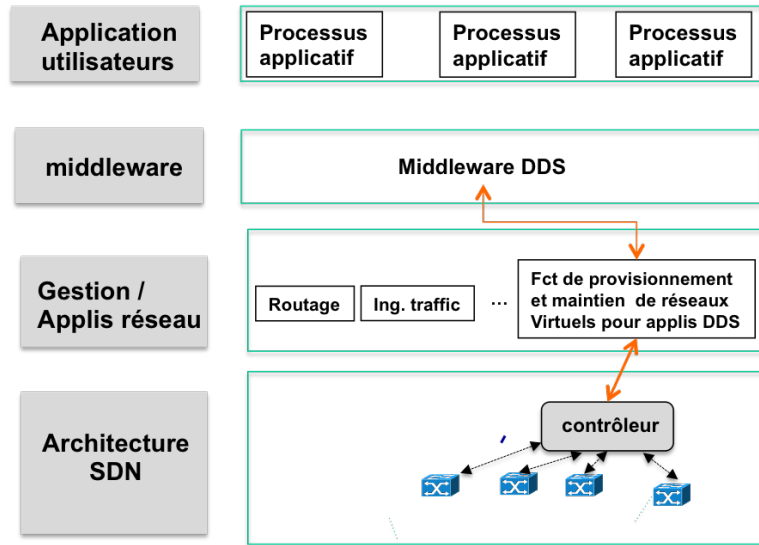 Application
utilisateurs
Processus
applicatif
Processus
applicatif
Processus
applicatif
middleware
Middleware DDS
Gestion /
Applis réseau
Routage
Ing. traffic
...
Fct de provisionnement
et maintien de réseaux
Virtuels pour applis DDS
Architecture
SDN
contrôleur